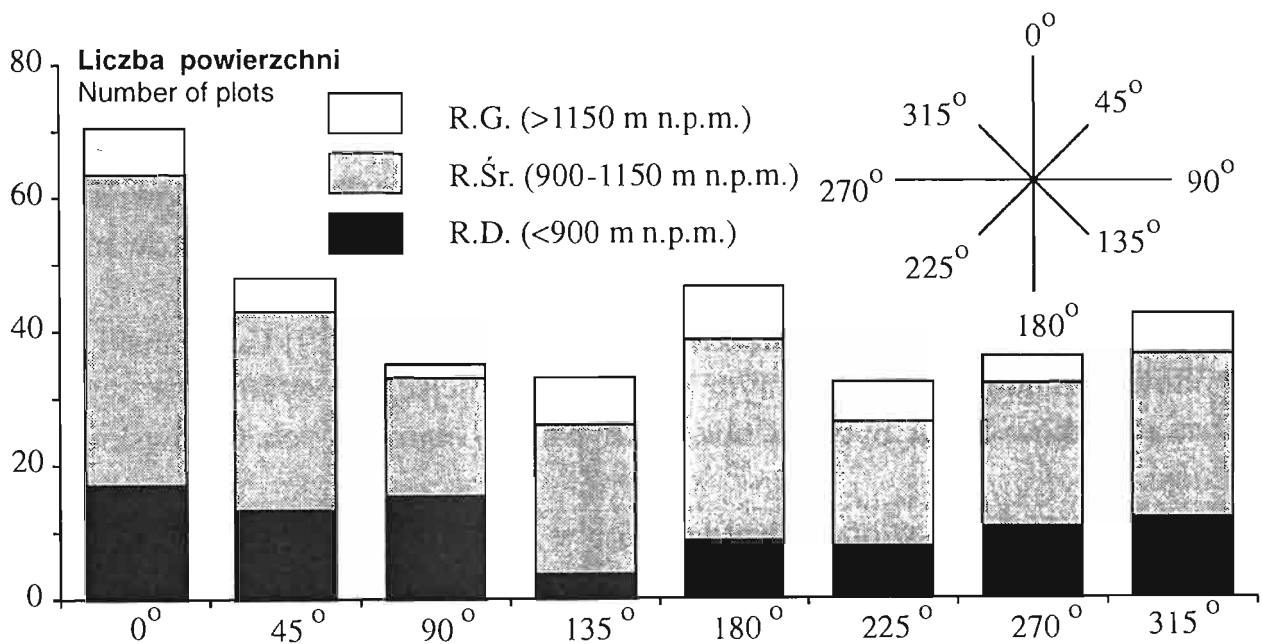 Liczba powierzchni
Number of plots
R.G. (>1150 m n.p.m.)
R.Śr. (900-1150 m n.p.m.)
R.D. (<900 m n.p.m.)
0°
45°
90°
135°
180°
225°
270°
315°
80
60
40
20
0
0° 45° 90° 135° 180° 225° 270° 315°